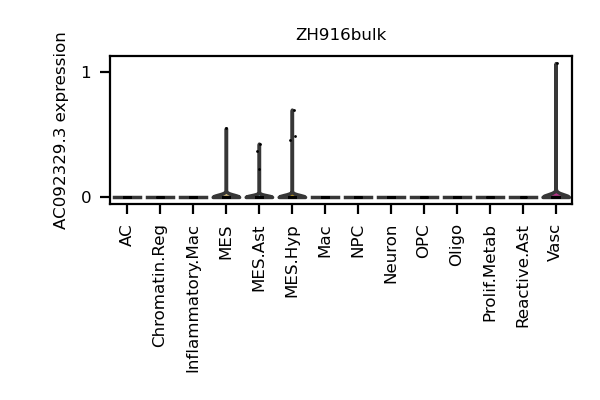 ZH916bulk
AC092329.3 expression
1
0
AC
Chromatin.Reg
Inflammatory.Mac
MES
MES.Ast
MES.Hyp
Mac
NPC
Neuron
OPC
Oligo
Prolif.Metab
Reactive.Ast
Vasc